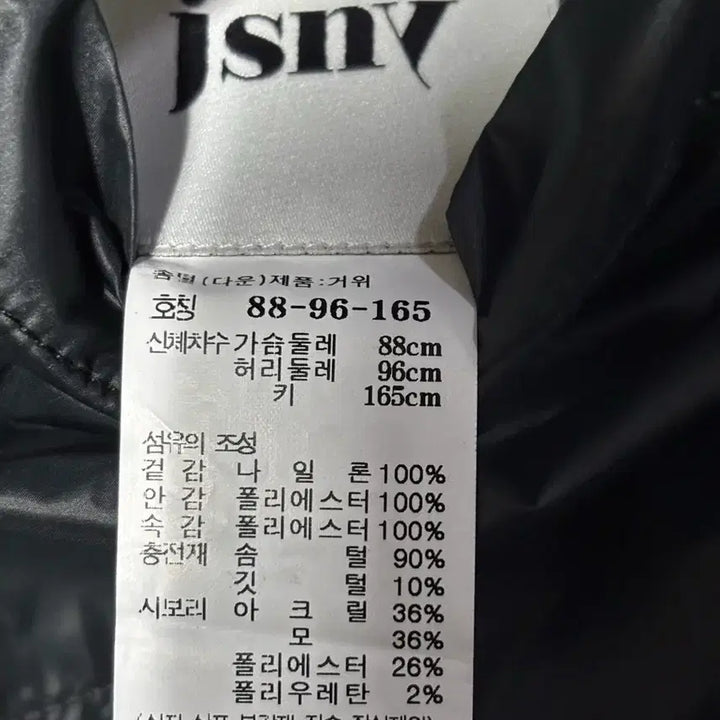 jsny
솜털(다운)제품:거위
호칭 88-96-165
신체치수 가슴둘레 88cm
허리둘레 96cm
키 165cm
섬유의 조성
겉감 나일론 100%
안감 폴리에스터 100%
속감 폴리에스터 100%
충전재 솜털 90%
깃털 10%
시보리 아크릴 36%
모 36%
폴리에스터 26%
폴리우레탄 2%